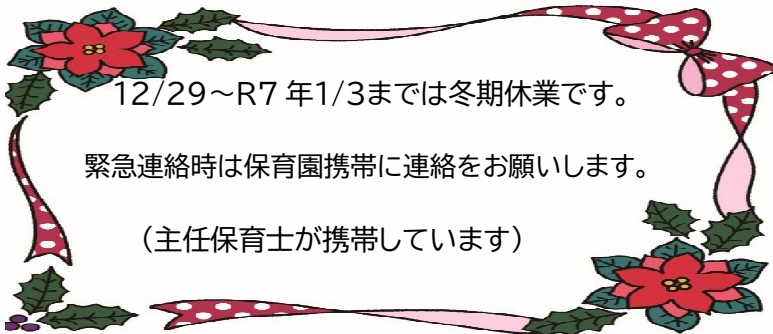 12/29～R7年1/3までは冬期休業です。
緊急連絡時は保育園携帯に連絡をお願いします。
（主任保育士が携帯しています）